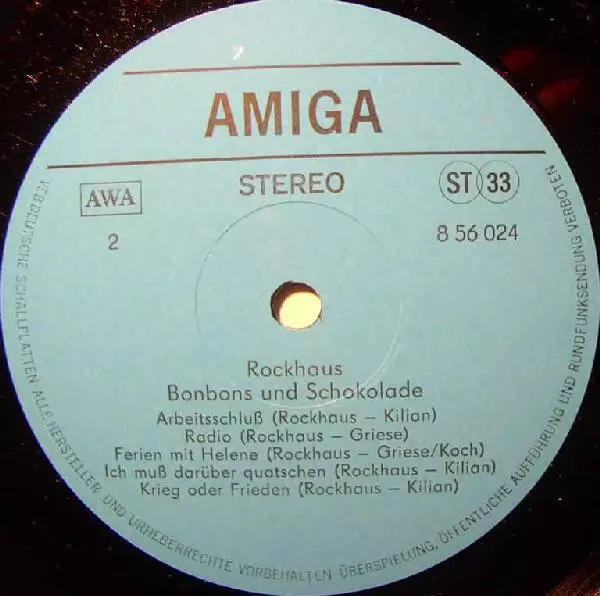 AMIGA
STEREO
AWA
ST 33
2
8 56 024
Rockhaus
Bonbons und Schokolade
Arbeitsschluß (Rockhaus – Kilian)
Radio (Rockhaus – Griese)
Ferien mit Helene (Rockhaus – Griese/Koch)
Ich muß darüber quatschen (Rockhaus – Kilian)
Krieg oder Frieden (Rockhaus – Kilian)
VEB DEUTSCHE SCHALLPLATTEN ALLE HERSTELLER- UND URHEBERRECHTE VORBEHALTEN ÜBERSPIELUNG, ÖFFENTLICHE AUFFÜHRUNG UND RUNDFUNKSENDUNG VERBOTEN